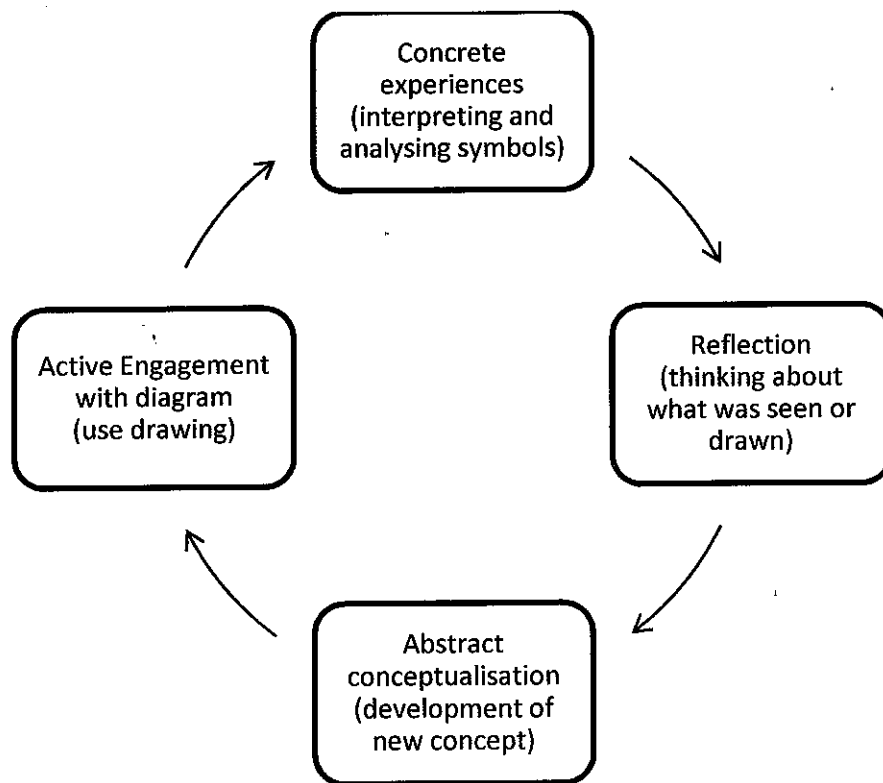 Concrete
experiences
(interpreting and
analysing symbols)
Reflection
(thinking about
what was seen or
drawn)
Abstract
conceptualisation
(development of
new concept)
Active Engagement
with diagram
(use drawing)